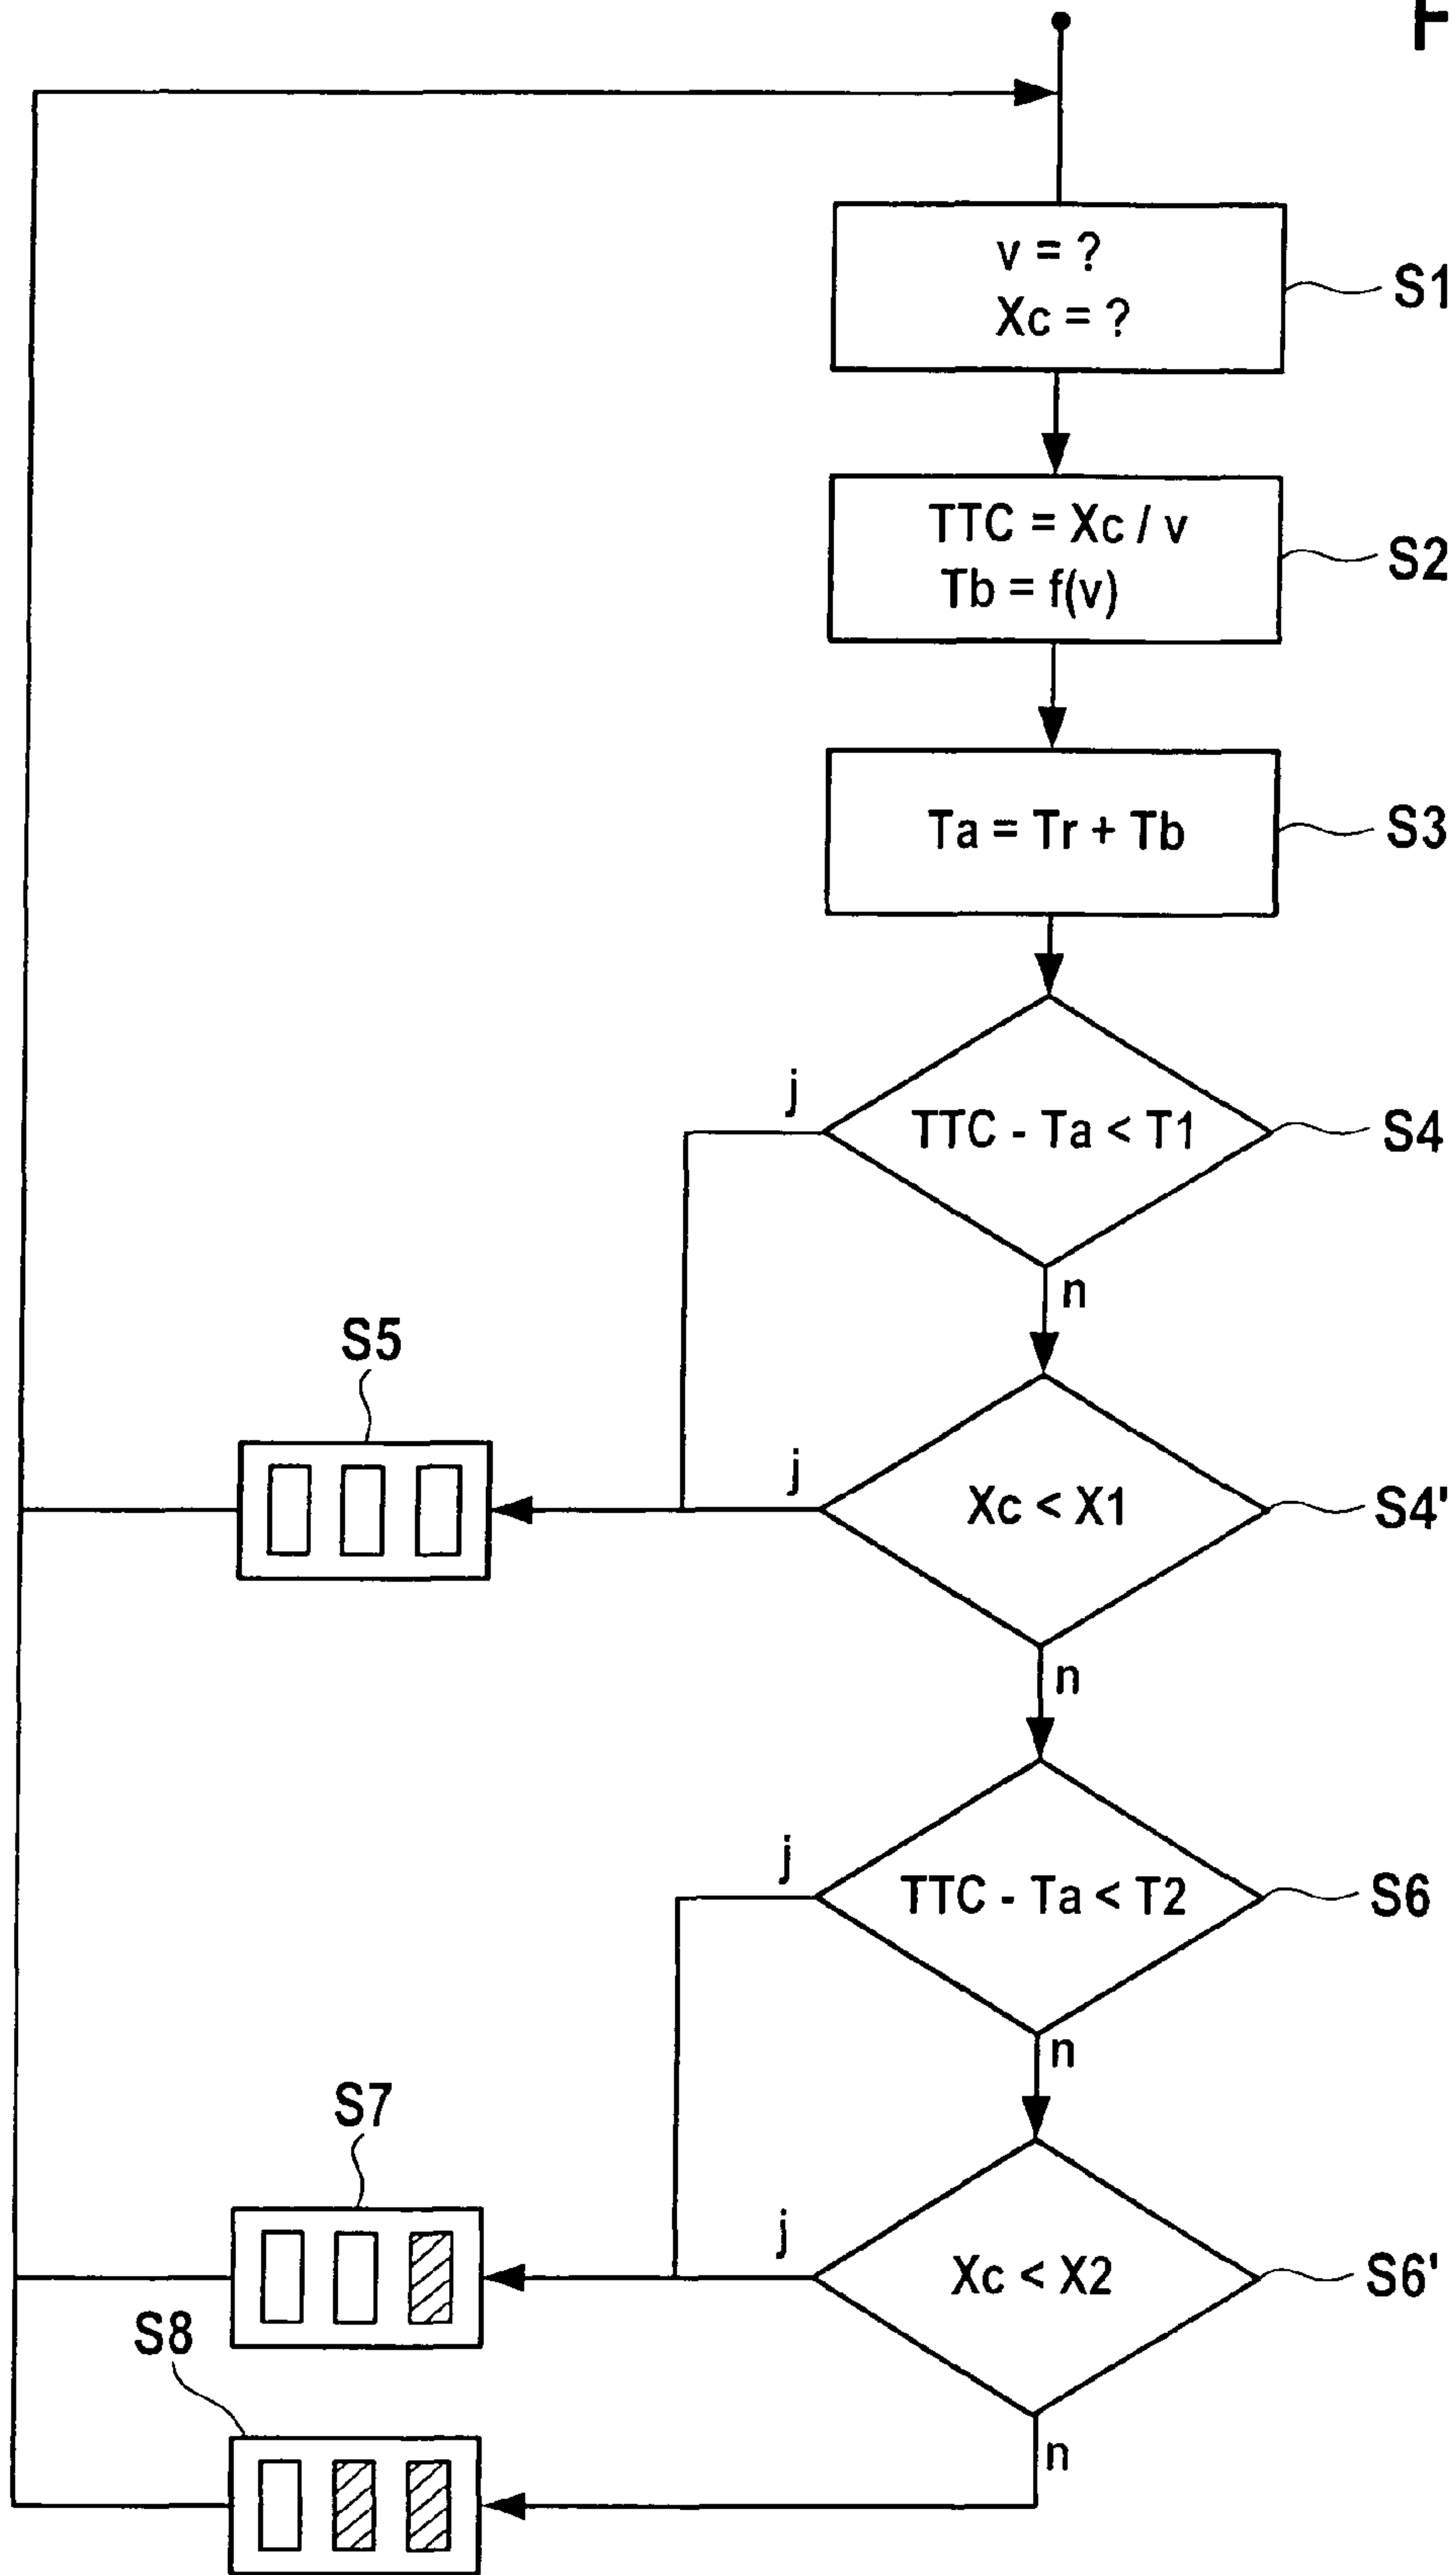 F
v = ?
Xc = ?
S1
TTC = Xc / v
Tb = f(v)
S2
Ta = Tr + Tb
S3
j
TTC - Ta < T1
S4
n
S5
j
Xc < X1
S4'
n
j
TTC - Ta < T2
S6
n
S7
j
Xc < X2
S6'
S8
n